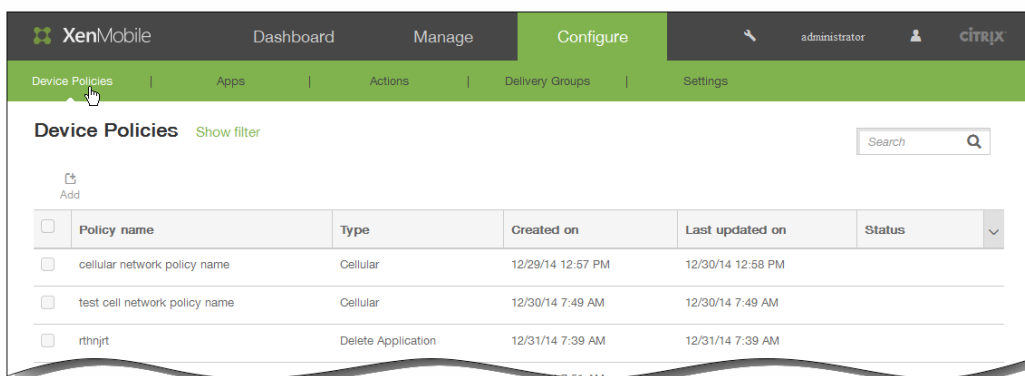 XenMobile Dashboard Manage Configure administrator CİTRIX
Device Policies | Apps | Actions | Delivery Groups | Settings
Device Policies Show filter
Search
Add
Policy name Type Created on Last updated on Status
cellular network policy name Cellular 12/29/14 12:57 PM 12/30/14 12:58 PM
test cell network policy name Cellular 12/30/14 7:49 AM 12/30/14 7:49 AM
rthnjrt Delete Application 12/31/14 7:39 AM 12/31/14 7:39 AM